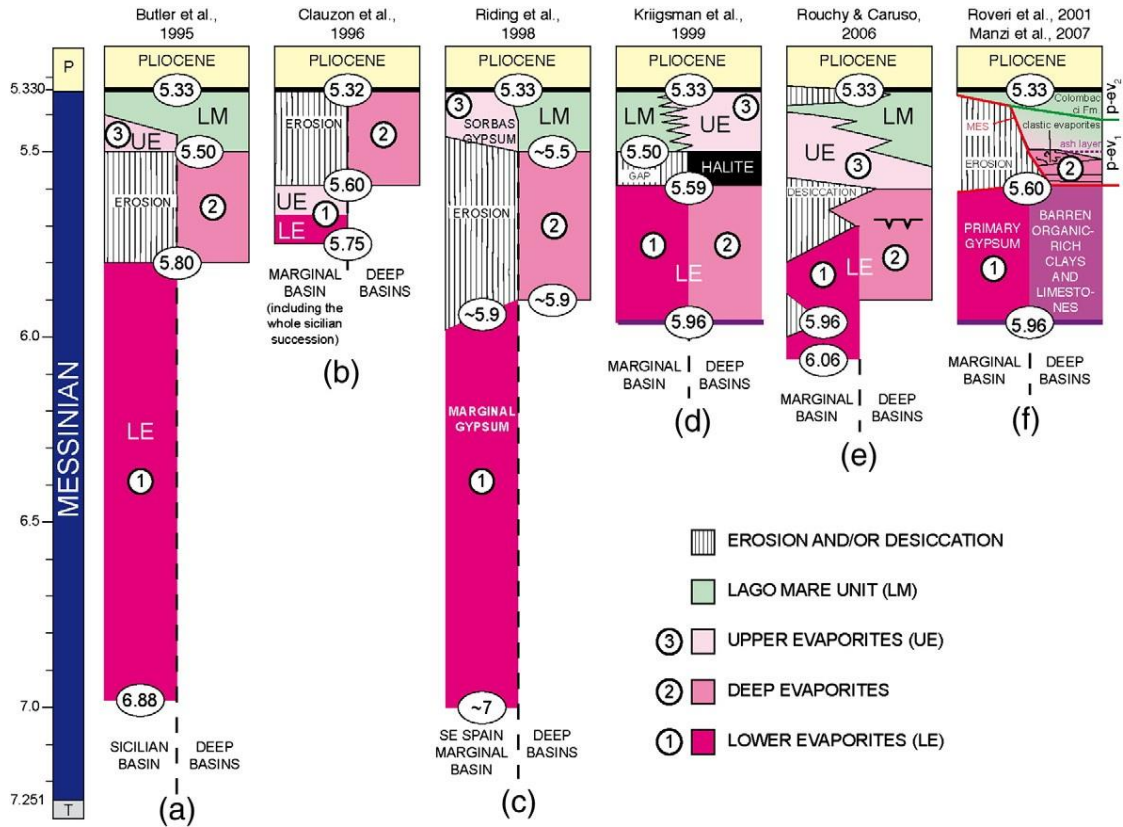 Butler et al.,
1995
Clauzon et al.,
1996
Riding et al.,
1998
Kriigsman et al.,
1999
Rouchy & Caruso,
2006
Roveri et al., 2001
Manzi et al., 2007
P
5.330
5.5
6.0
6.5
7.0
7.251
MESSINIAN
T
PLIOCENE
5.33
LM
3
UE
5.50
EROSION
2
5.80
LE
1
6.88
SICILIAN
BASIN
DEEP
BASINS
(a)
PLIOCENE
5.32
EROSION
2
5.60
UE
1
LE
5.75
MARGINAL
BASIN
(including the
whole sicilian
succession)
DEEP
BASINS
(b)
PLIOCENE
3
5.33
SORBAS
GYPSUM
LM
~5.5
EROSION
2
~5.9
~5.9
MARGINAL
GYPSUM
1
~7
SE SPAIN
MARGINAL
BASIN
DEEP
BASINS
(c)
PLIOCENE
5.33
LM
3
UE
5.50
GAP
HALITE
5.59
1
2
LE
5.96
MARGINAL
BASIN
DEEP
BASINS
(d)
PLIOCENE
5.33
LM
UE
3
DESICCATION
5.60
1
LE
2
5.96
6.06
MARGINAL
BASIN
DEEP
BASINS
(e)
PLIOCENE
5.33
Colombac
ci Fm
p-ev2
MES
clastic evaporites
ash layer
p-ev1
EROSION
2
5.60
PRIMARY
GYPSUM
1
BARREN
ORGANIC-
RICH
CLAYS
AND
LIMESTO-
NES
5.96
MARGINAL
BASIN
DEEP
BASINS
(f)
EROSION AND/OR DESICCATION
LAGO MARE UNIT (LM)
3 UPPER EVAPORITES (UE)
2 DEEP EVAPORITES
1 LOWER EVAPORITES (LE)